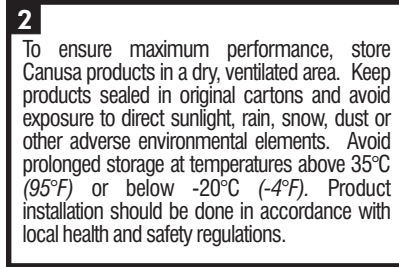 2
To ensure maximum performance, store
Canusa products in a dry, ventilated area.  Keep
products sealed in original cartons and avoid
exposure to direct sunlight, rain, snow, dust or
other adverse environmental elements.  Avoid
prolonged storage at temperatures above 35°C
(95°F) or below -20°C (-4°F). Product
installation should be done in accordance with
local health and safety regulations.